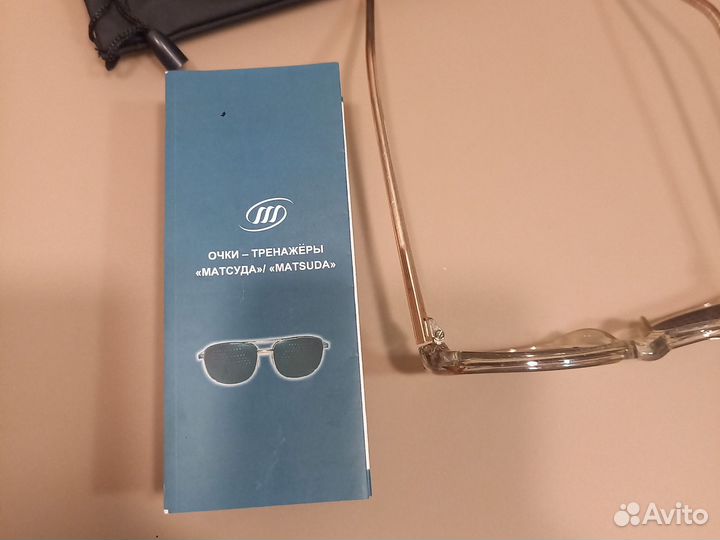 ОЧКИ – ТРЕНАЖЁРЫ
«МАТСУДА»/ «MATSUDA»
Avito